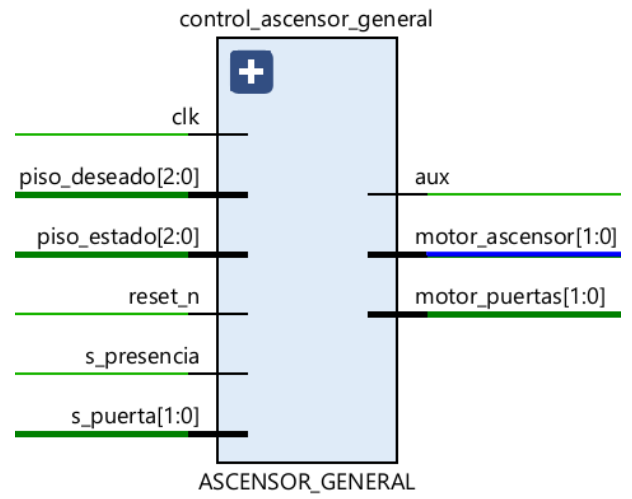 control_ascensor_general
clk
piso_deseado[2:0]
piso_estado[2:0]
reset_n
s_presencia
s_puerta[1:0]
aux
motor_ascensor[1:0]
motor_puertas[1:0]
ASCENSOR_GENERAL